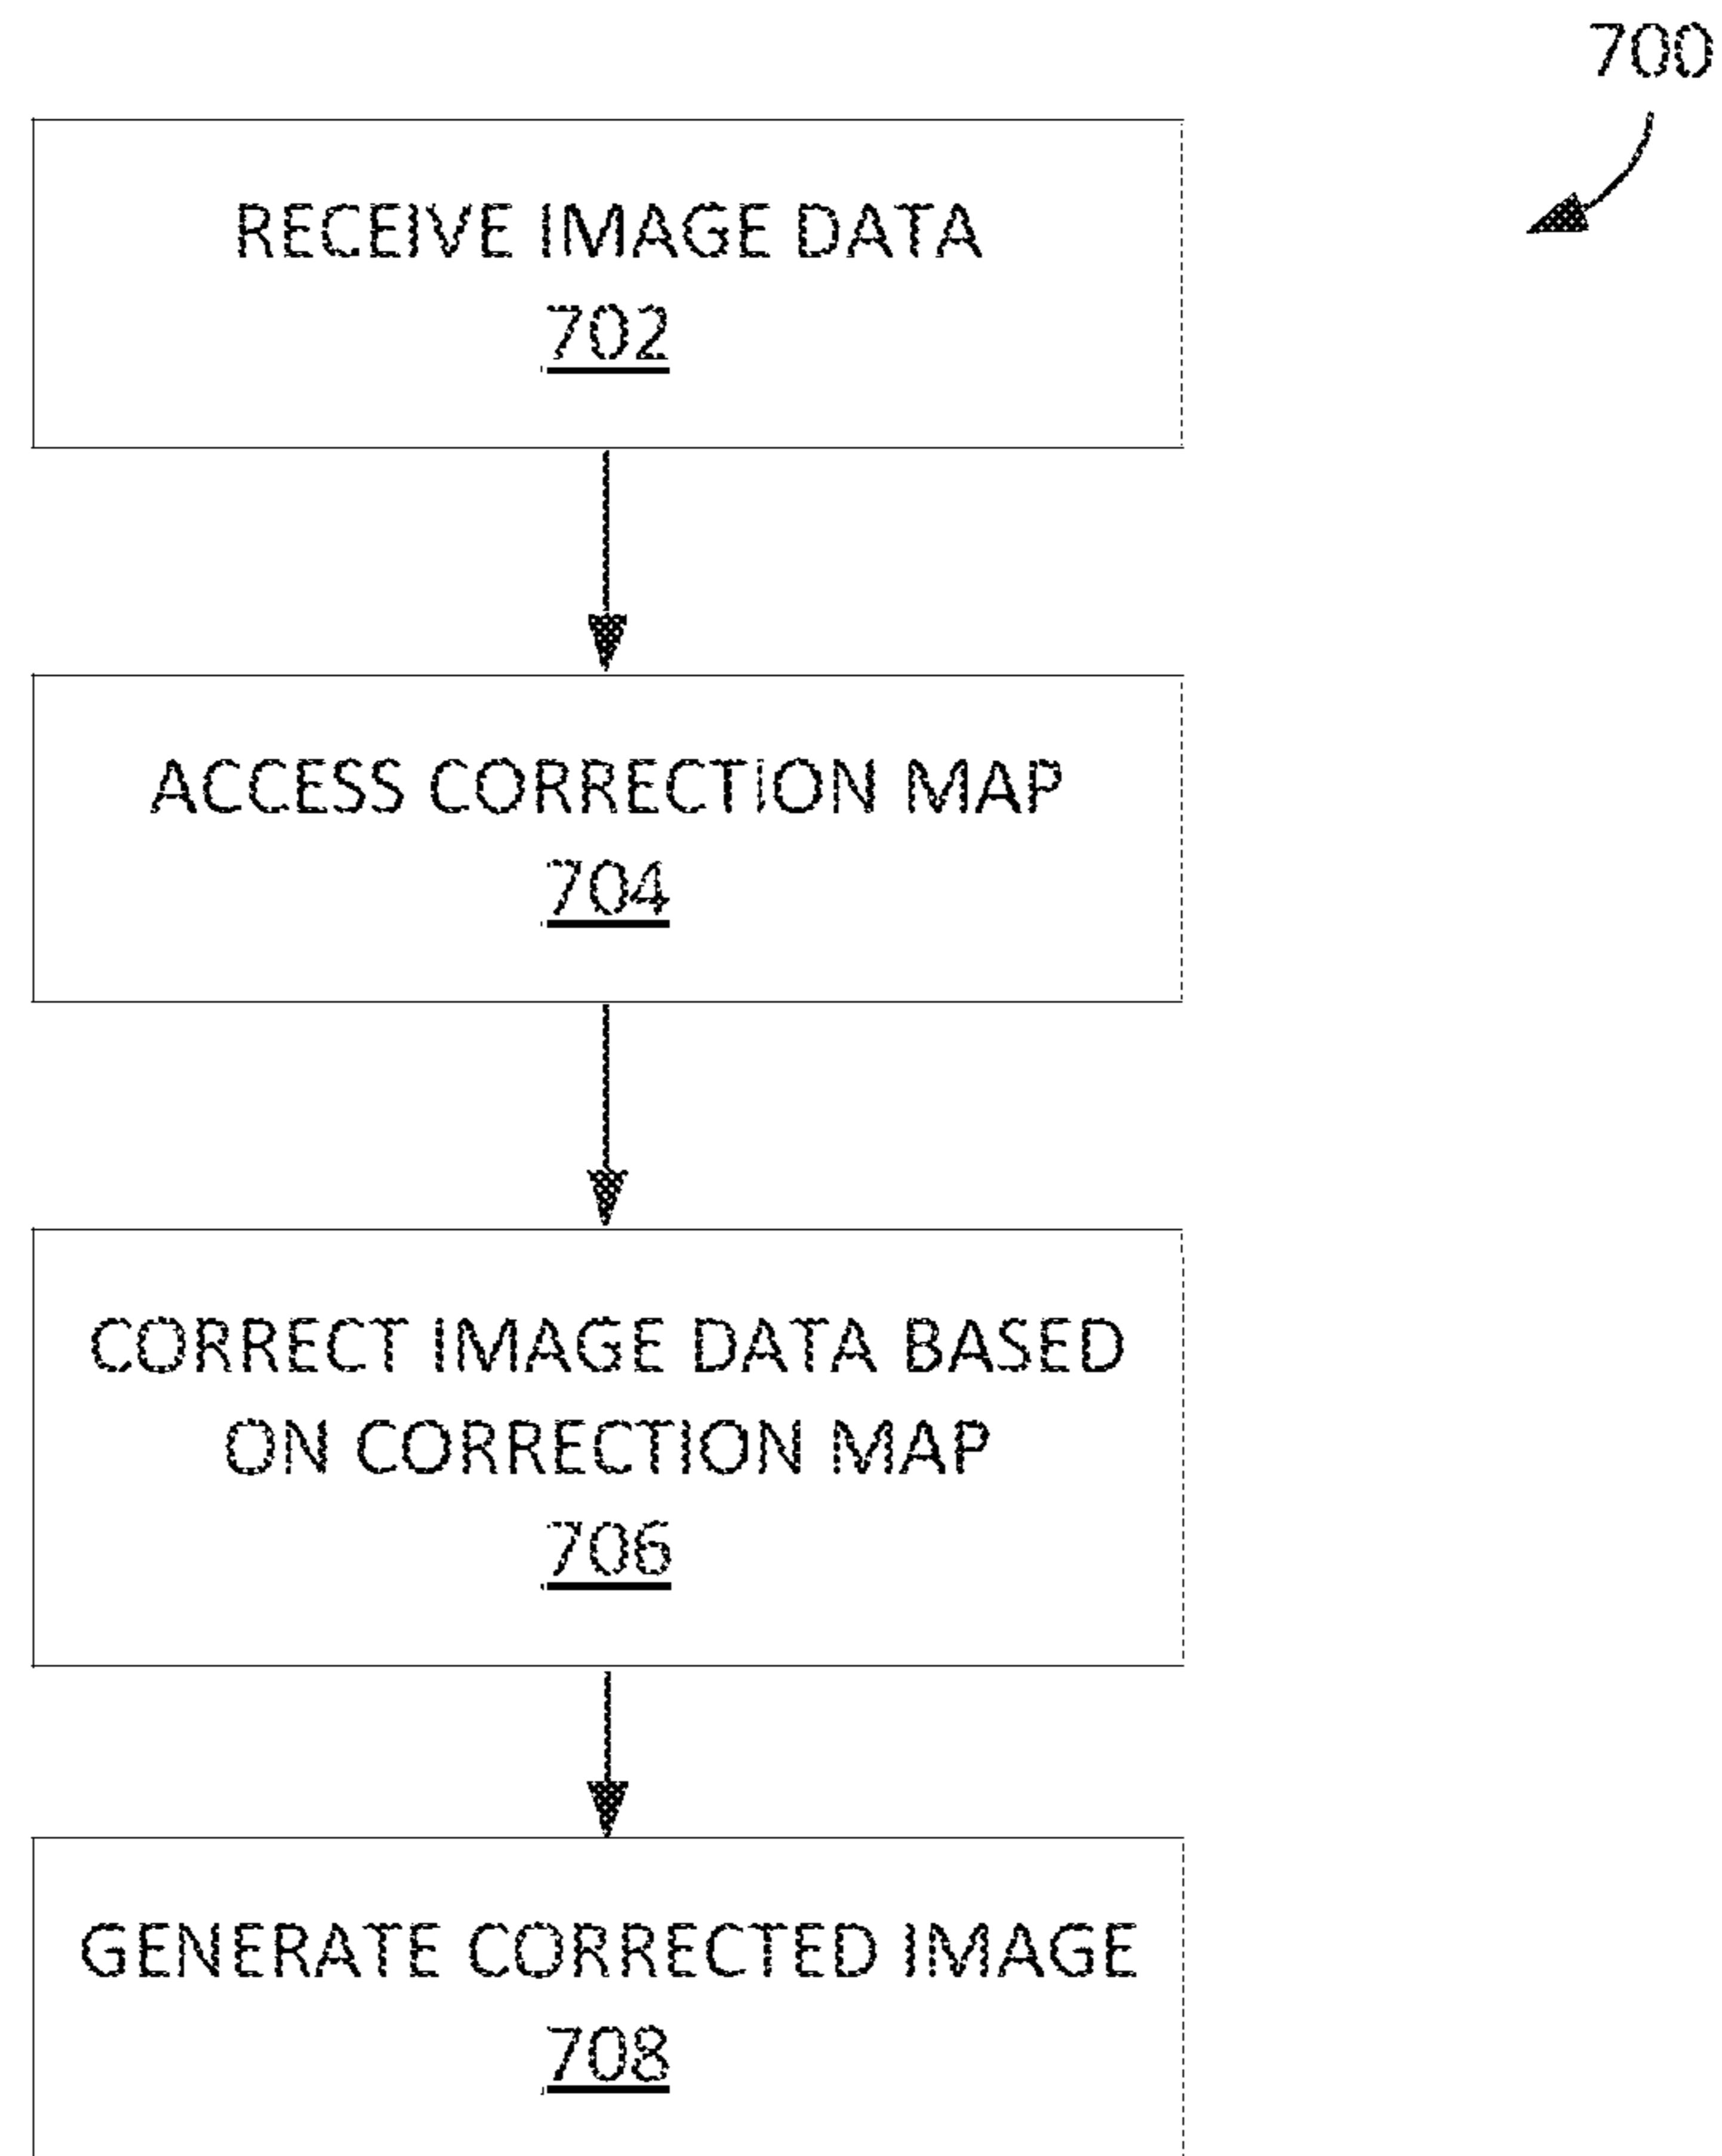 700
RECEIVE IMAGE DATA
702
ACCESS CORRECTION MAP
704
CORRECT IMAGE DATA BASED
ON CORRECTION MAP
706
GENERATE CORRECTED IMAGE
708